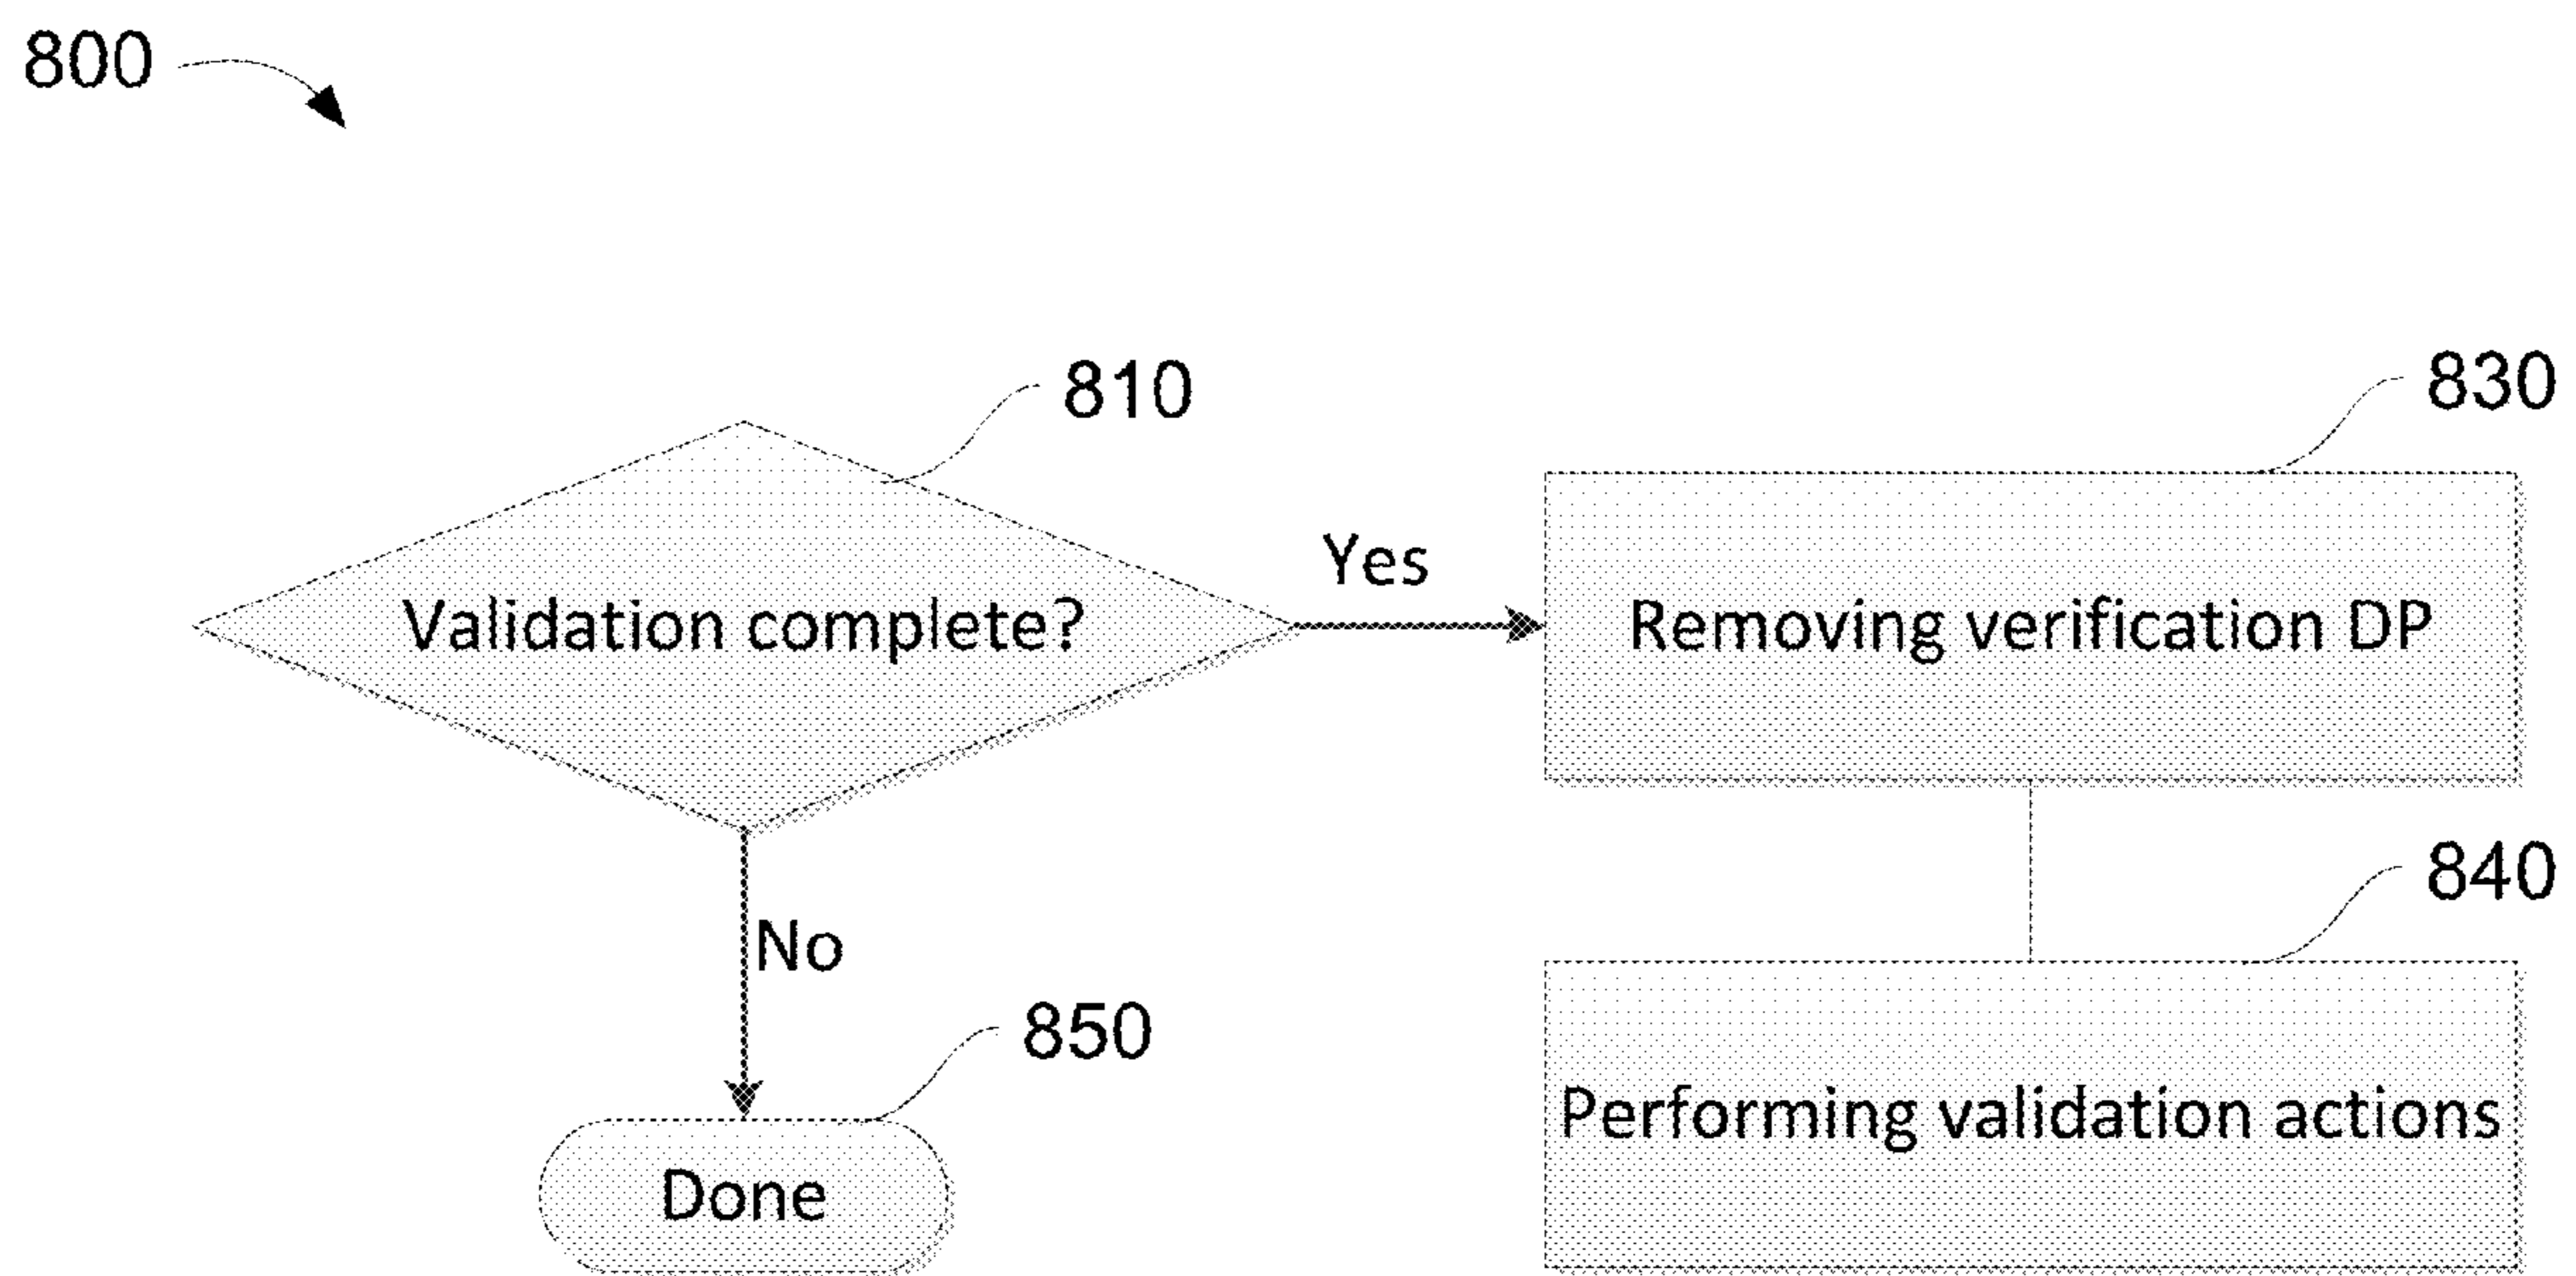 800
810
830
Yes
Validation complete?
Removing verification DP
840
No
850
Performing validation actions
Done